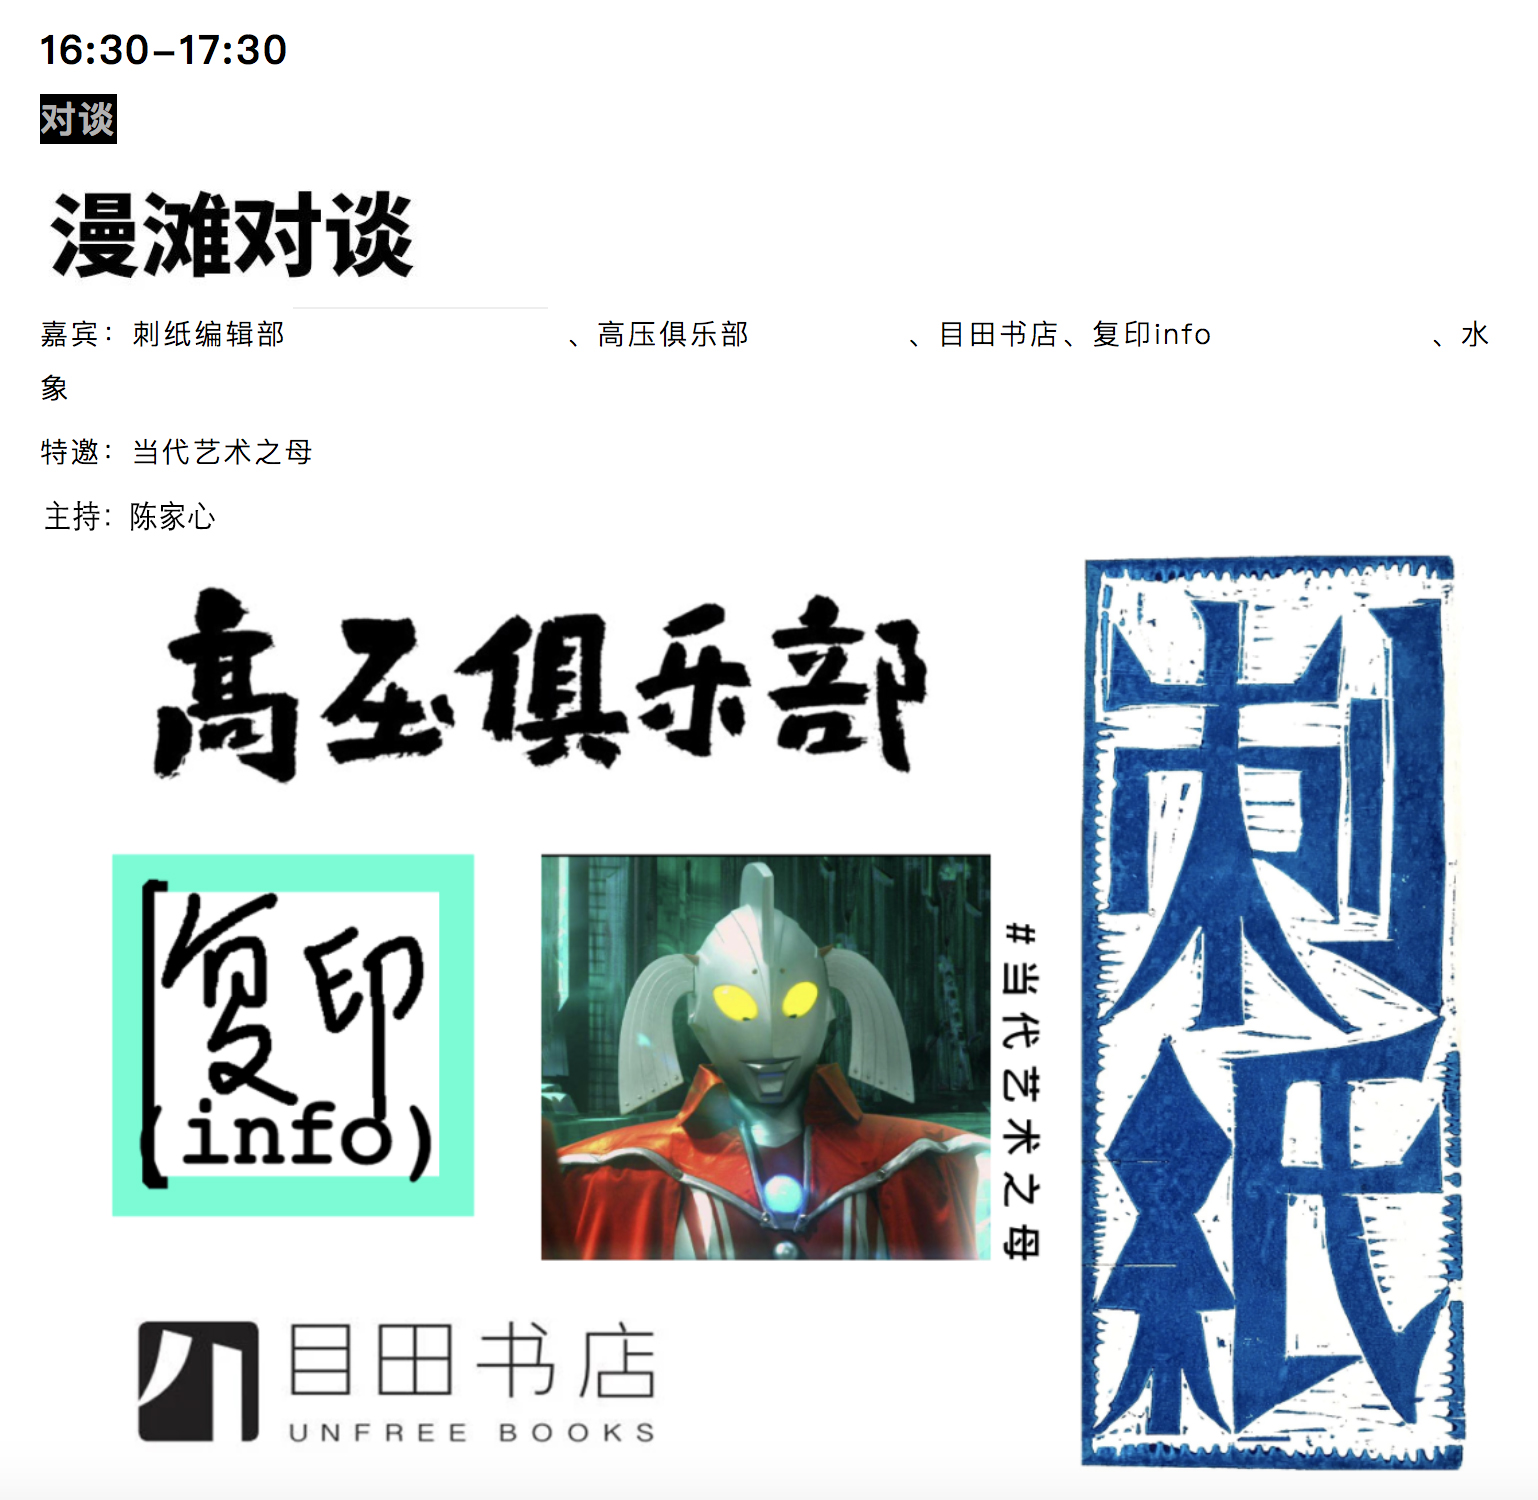 16:30–17:30
对谈
漫滩对谈
嘉宾：刺纸编辑部、高压俱乐部、目田书店、复印info、水
象
特邀：当代艺术之母
主持：陈家心
高压俱乐部
复印
(info)
#当代艺术之母
目田书店
UNFREE BOOKS
刺紙